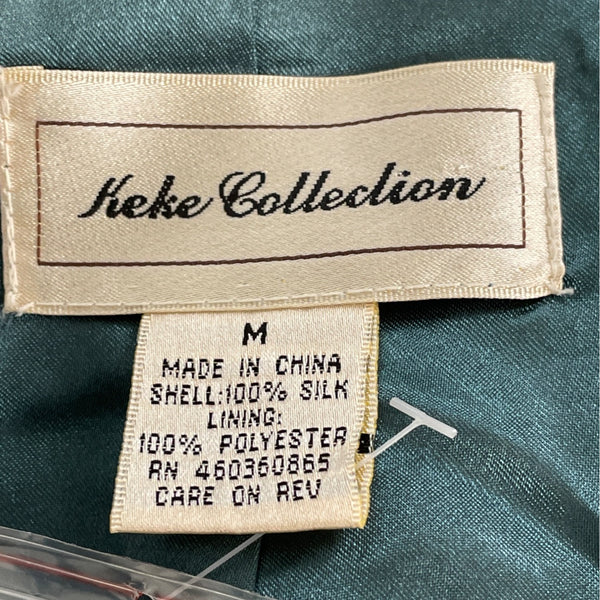 Keke Collection
M
MADE IN CHINA
SHELL:100% SILK
LINING:
100% POLYESTER
RN 460360865
CARE ON REV